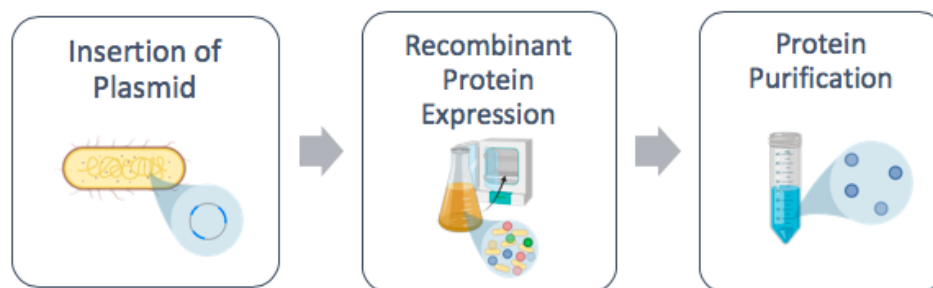 Insertion of
Plasmid
Recombinant
Protein
Expression
Protein
Purification